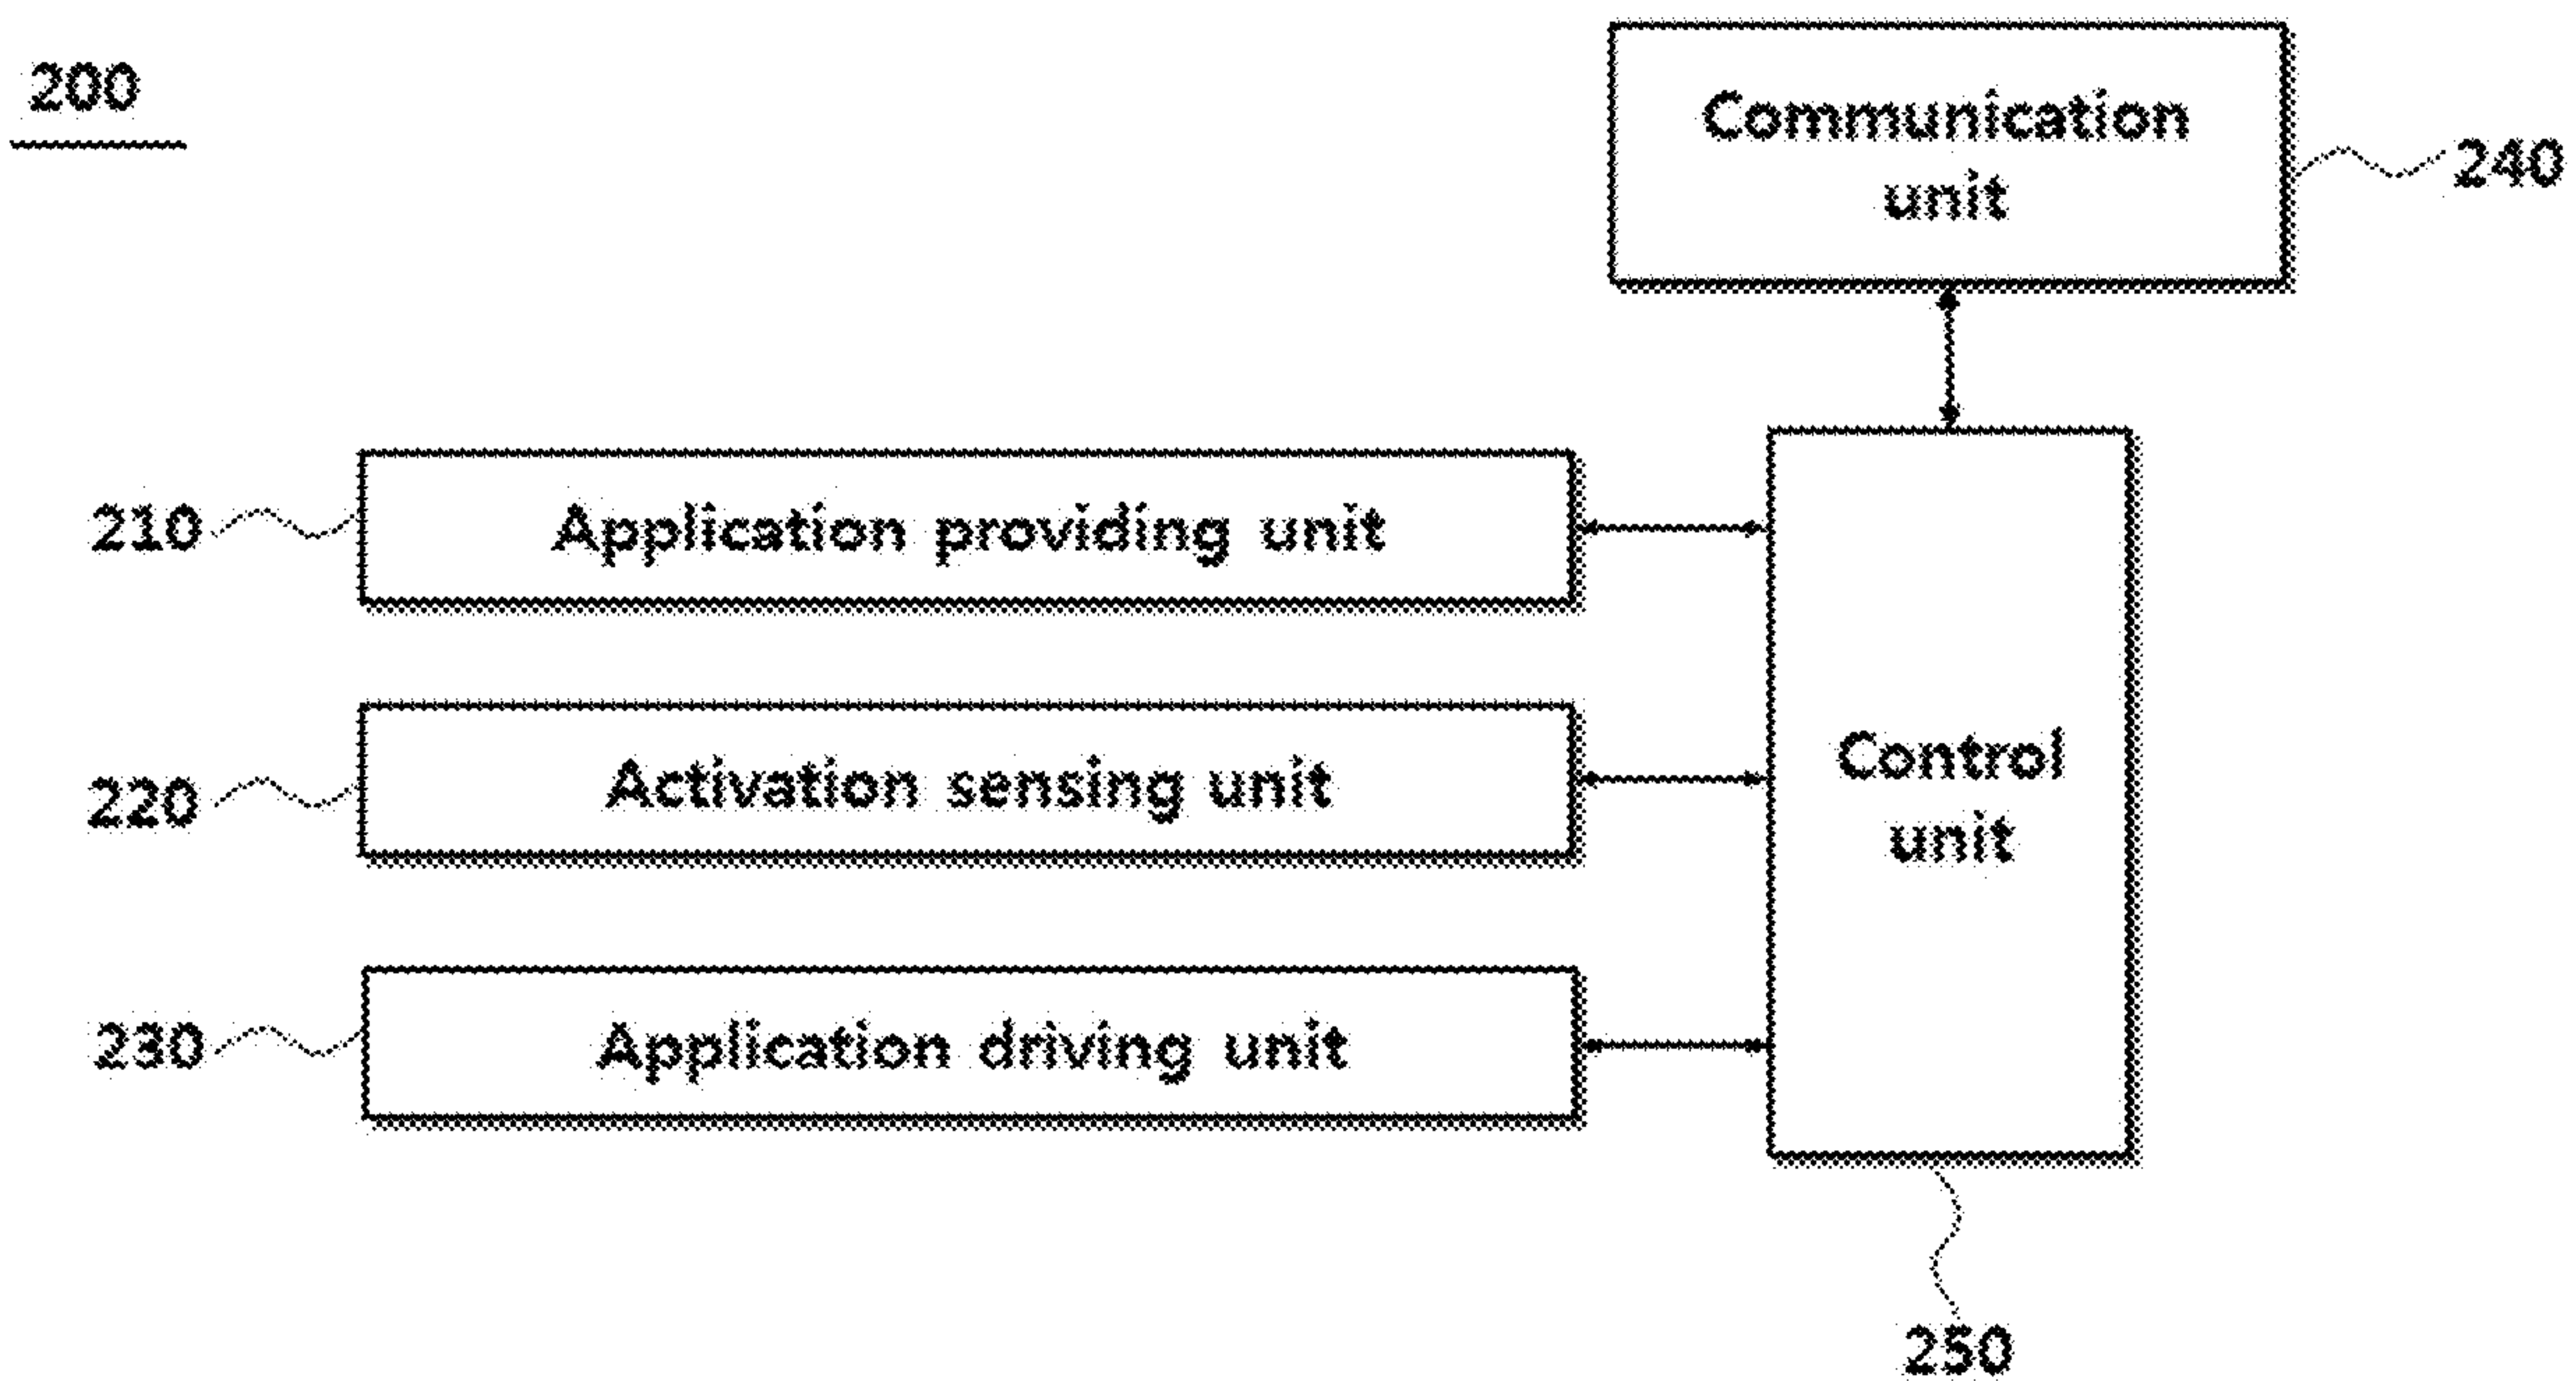 200
Communication
unit
240
210
Application providing unit
220
Activation sensing unit
Control
unit
230
Application driving unit
250